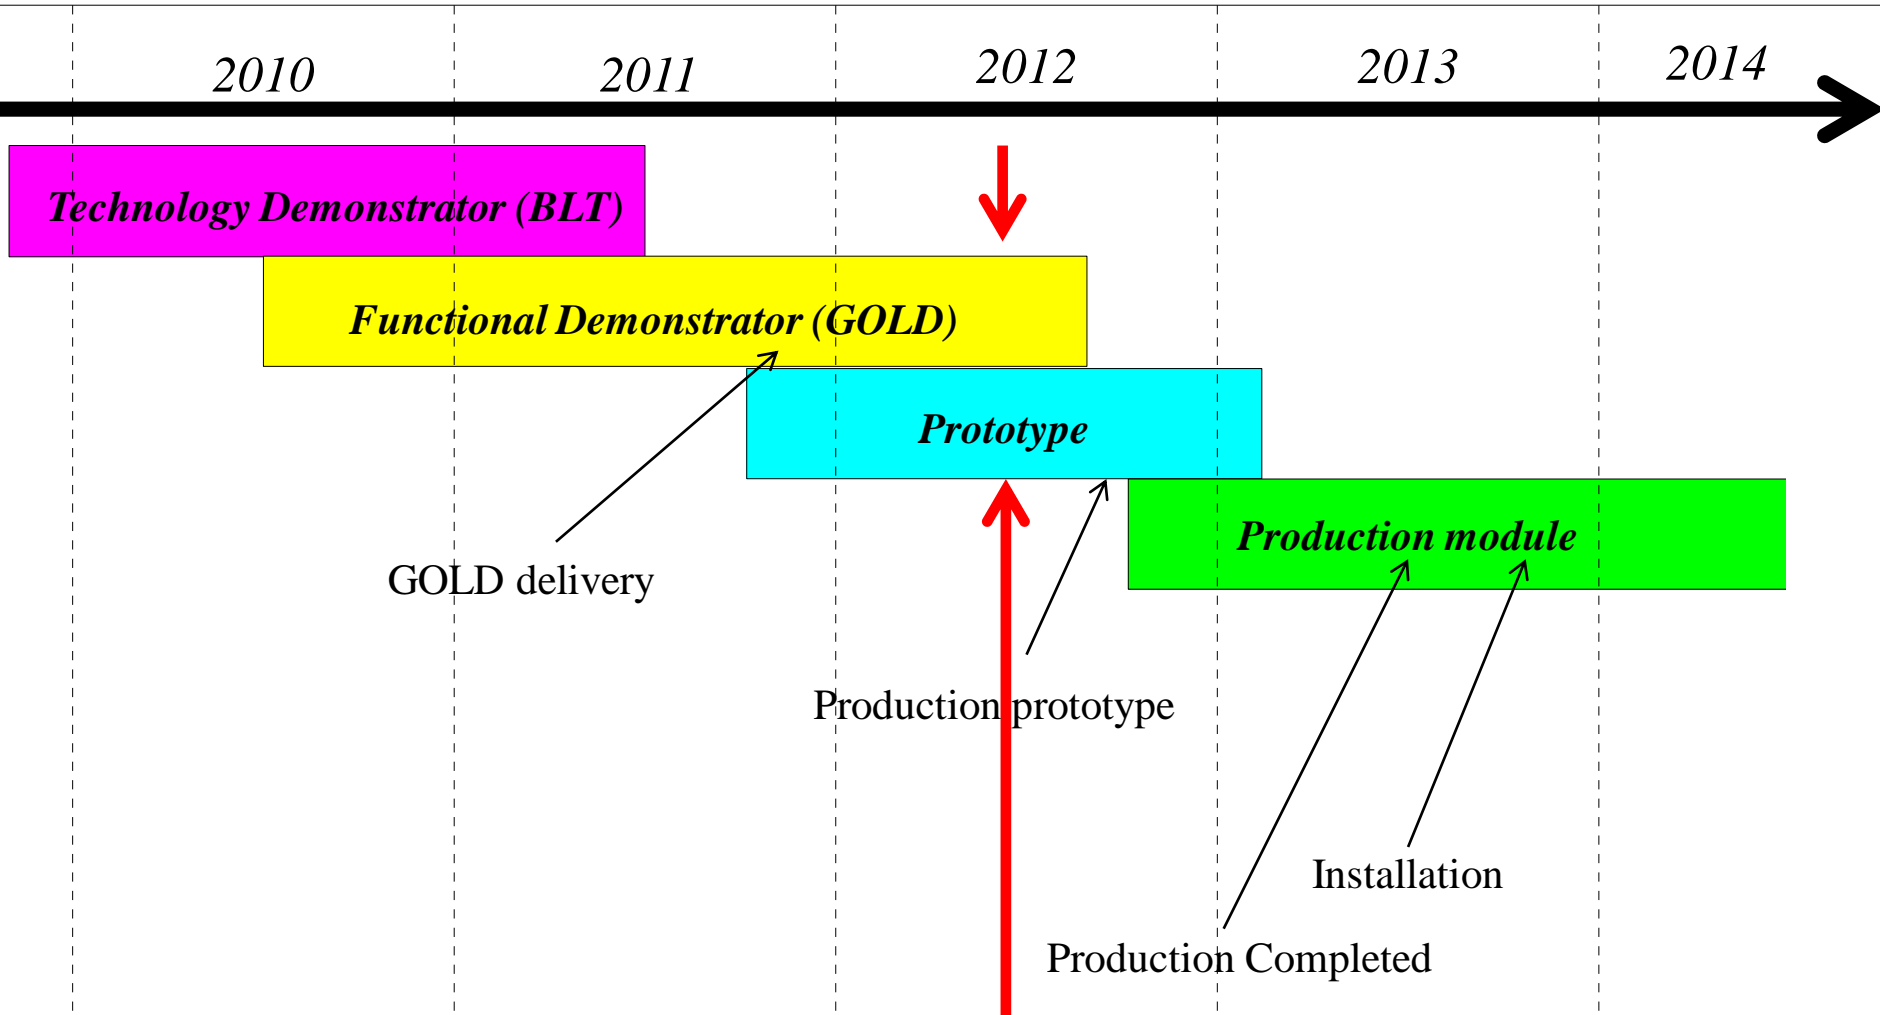 2010
2011
2012
2013
2014
Technology Demonstrator (BLT)
Functional Demonstrator (GOLD)
Prototype
Production module
GOLD delivery
Production prototype
Installation
Production Completed